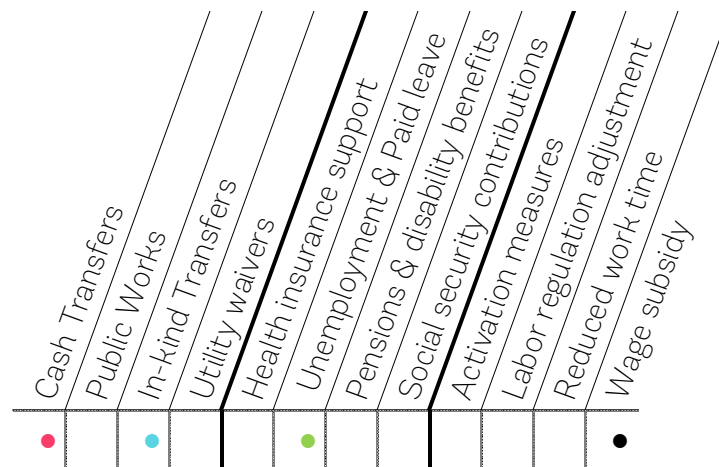 Cash Transfers
Public Works
In-kind Transfers
Utility waivers
Health insurance support
Unemployment & Paid leave
Pensions & disability benefits
Social security contributions
Activation measures
Labor regulation adjustment
Reduced work time
Wage subsidy